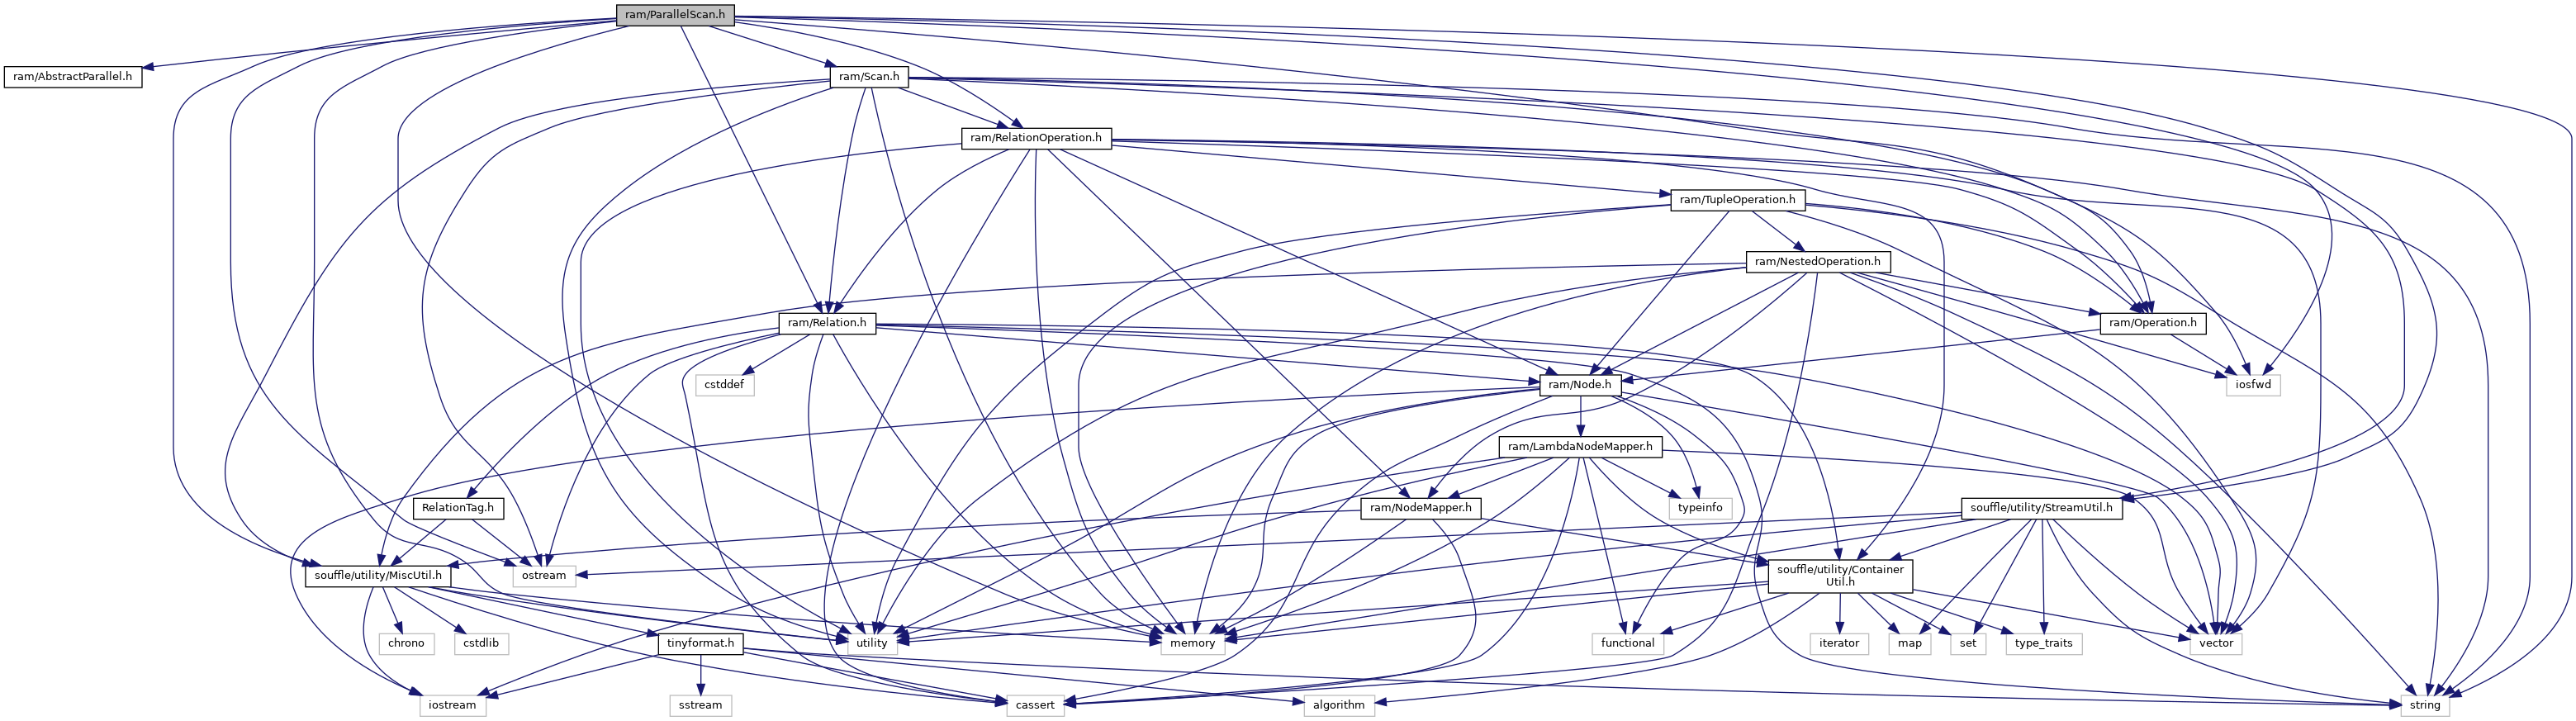 ram/ParallelScan.h
ram/AbstractParallel.h
ram/Scan.h
ram/RelationOperation.h
ram/TupleOperation.h
ram/NestedOperation.h
ram/Relation.h
ram/Operation.h
cstddef
ram/Node.h
iosfwd
ram/LambdaNodeMapper.h
RelationTag.h
ram/NodeMapper.h
typeinfo
souffle/utility/StreamUtil.h
souffle/utility/MiscUtil.h
ostream
souffle/utility/Container
Util.h
chrono
cstdlib
tinyformat.h
utility
memory
functional
iterator
map
set
type_traits
vector
iostream
sstream
cassert
algorithm
string